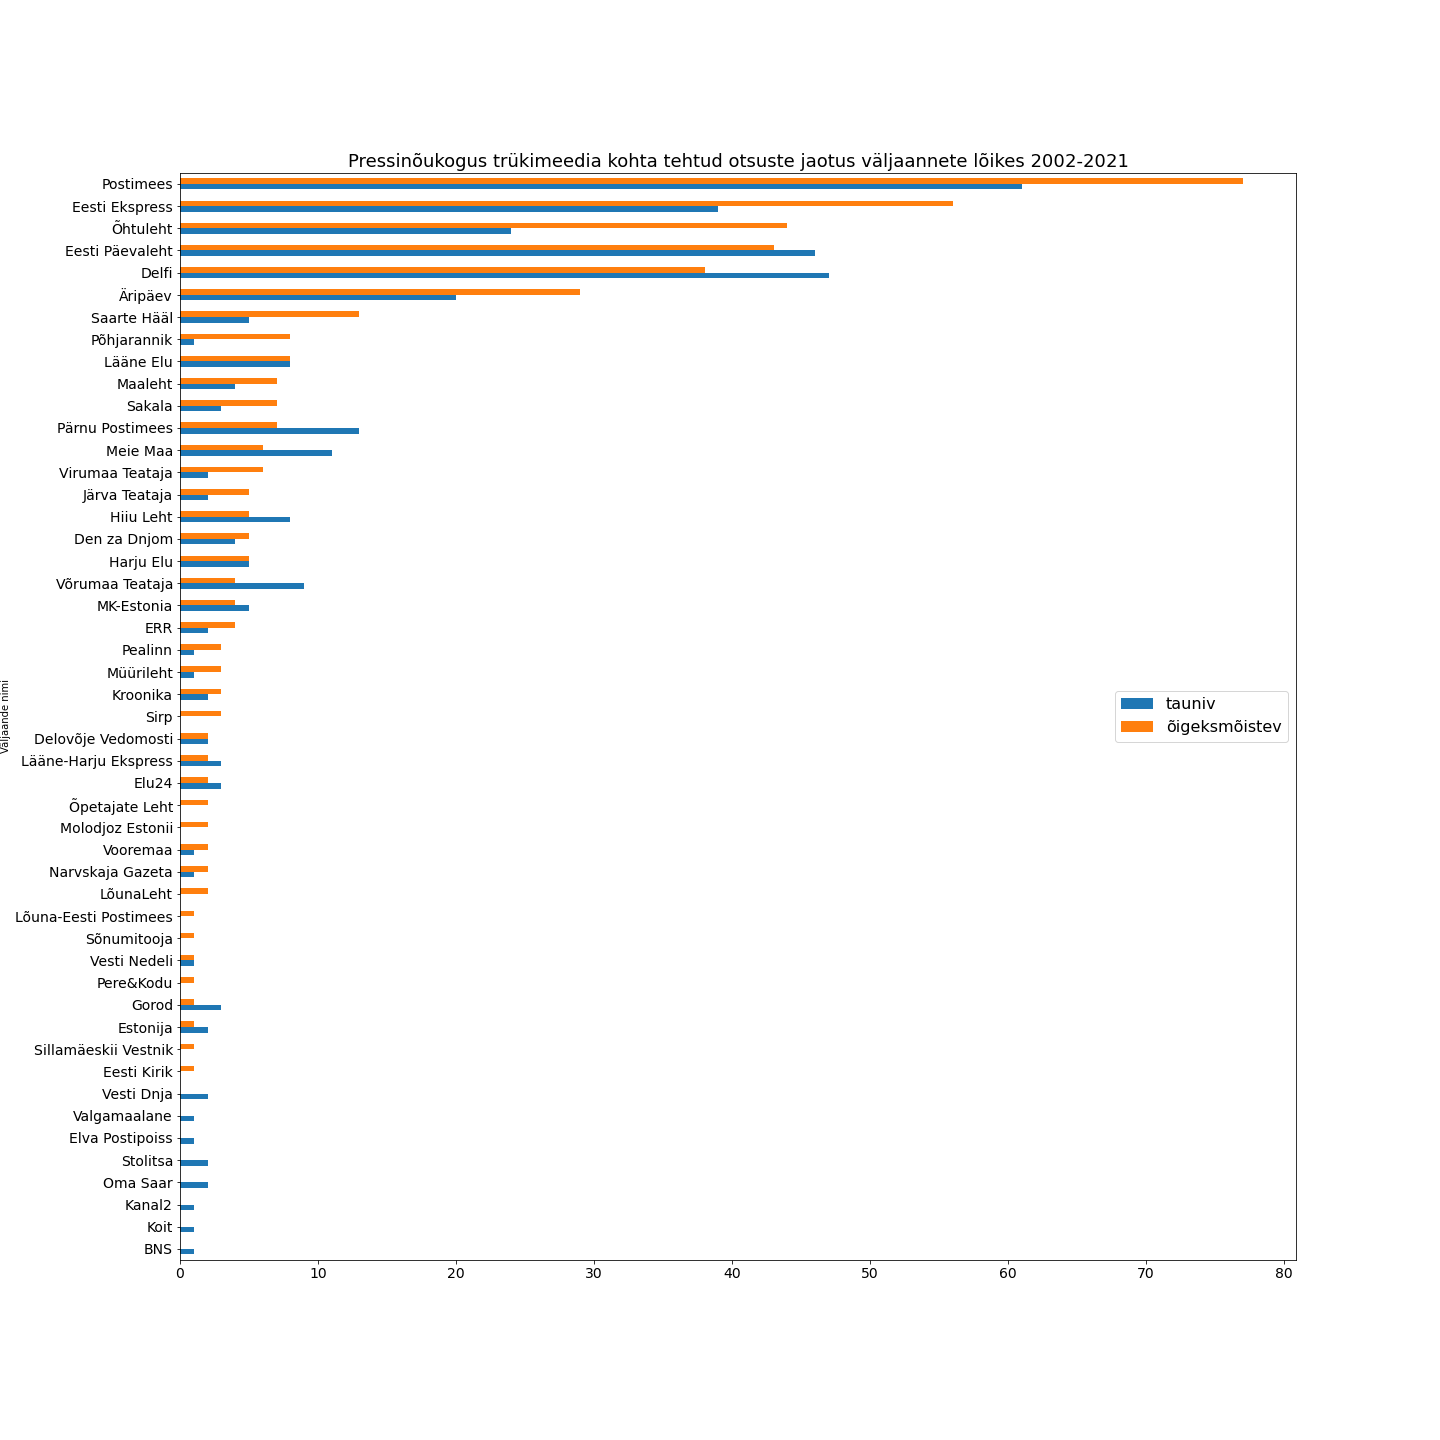 Pressinõukogus trükimeedia kohta tehtud otsuste jaotus väljaannete lõikes 2002-2021
Postimees
Eesti Ekspress
Õhtuleht
Eesti Päevaleht
Delfi
Äripäev
Saarte Hääl
Põhjarannik
Lääne Elu
Maaleht
Sakala
Pärnu Postimees
Meie Maa
Virumaa Teataja
Järva Teataja
Hiiu Leht
Den za Dnjom
Harju Elu
Võrumaa Teataja
MK-Estonia
ERR
Pealinn
Müürileht
Kroonika
Sirp
Delovõje Vedomosti
Lääne-Harju Ekspress
Elu24
Õpetajate Leht
Molodjoz Estonii
Vooremaa
Narvskaja Gazeta
LõunaLeht
Lõuna-Eesti Postimees
Sõnumitooja
Vesti Nedeli
Pere&Kodu
Gorod
Estonija
Sillamäeskii Vestnik
Eesti Kirik
Vesti Dnja
Valgamaalane
Elva Postipoiss
Stolitsa
Oma Saar
Kanal2
Koit
BNS
Väljaande nimi
tauniv
õigeksmõistev
0 10 20 30 40 50 60 70 80